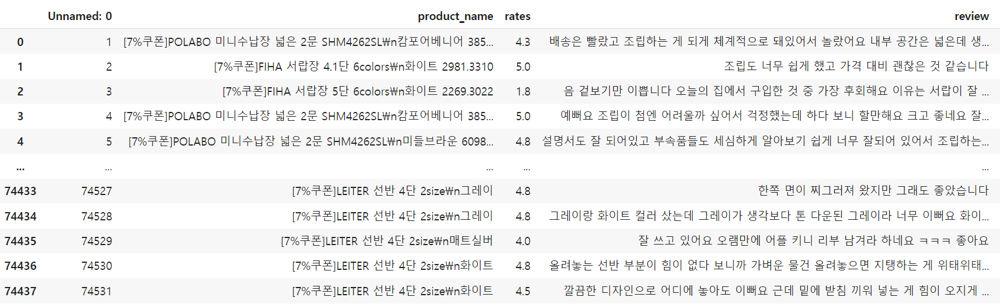 Unnamed: 0 product_name rates review
0 1 [7%쿠폰]POLABO 미니수납장 넓은 2문 SHM4262SL₩n캄포어베니어 385... 4.3 배송은 빨랐고 조립하는 게 되게 체계적으로 돼있어서 놀랐어요 내부 공간은 넓은데 생...
1 2 [7%쿠폰]FIHA 서랍장 4.1단 6colors₩n화이트 2981.3310 5.0 조립도 너무 쉽게 했고 가격 대비 괜찮은 것 같습니다
2 3 [7%쿠폰]FIHA 서랍장 5단 6colors₩n화이트 2269.3022 1.8 음 겉보기만 이쁩니다 오늘의 집에서 구입한 것 중 가장 후회해요 이유는 서랍이 잘 ...
3 4 [7%쿠폰]POLABO 미니수납장 넓은 2문 SHM4262SL₩n캄포어베니어 385... 5.0 예뻐요 조립이 첨엔 어려울까 싶어서 걱정했는데 하다 보니 할만해요 크고 좋네요 잘...
4 5 [7%쿠폰]POLABO 미니수납장 넓은 2문 SHM4262SL₩n미들브라운 6098... 4.8 설명서도 잘 되어있고 부속품들도 세심하게 알아보기 쉽게 너무 잘되어 있어서 조립하는...
... ... ... ... ...
74433 74527 [7%쿠폰]LEITER 선반 4단 2size₩n그레이 4.8 한쪽 면이 찌그러져 왔지만 그래도 좋았습니다
74434 74528 [7%쿠폰]LEITER 선반 4단 2size₩n그레이 4.8 그레이랑 화이트 컬러 샀는데 그레이가 생각보다 톤 다운된 그레이라 너무 이뻐요 화이...
74435 74529 [7%쿠폰]LEITER 선반 4단 2size₩n매트실버 4.0 잘 쓰고 있어요 오램만에 어플 키니 리부 남겨라 하네요 ㅋㅋㅋ 좋아요
74436 74530 [7%쿠폰]LEITER 선반 4단 2size₩n화이트 4.8 올려놓는 선반 부분이 힘이 없다 보니까 가벼운 물건 올려놓으면 지탱하는 게 위태위태...
74437 74531 [7%쿠폰]LEITER 선반 4단 2size₩n화이트 4.5 깔끔한 디자인으로 어디에 놓아도 이뻐요 근데 밑에 받침 끼워 넣는 게 힘이 오지게 ...